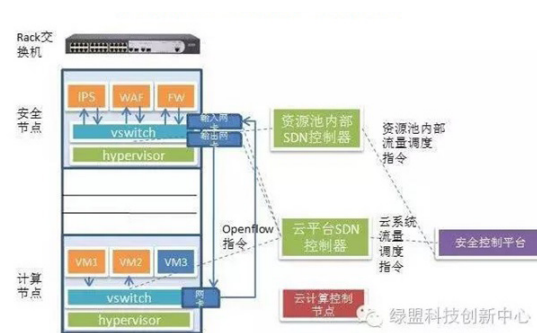 Rack交
换机
安全
节点
IPS
WAF
FW
vswitch
hypervisor
输入网
卡
输出网
卡
资源池内部
SDN控制器
资源池内部
流量调度
指令
Openflow
指令
云平台SDN
控制器
云系统
流量
调度
指令
安全控制平台
计算
节点
VM1
VM2
VM3
vswitch
网
卡
hypervisor
云计算控制
节点
绿盟科技创新中心